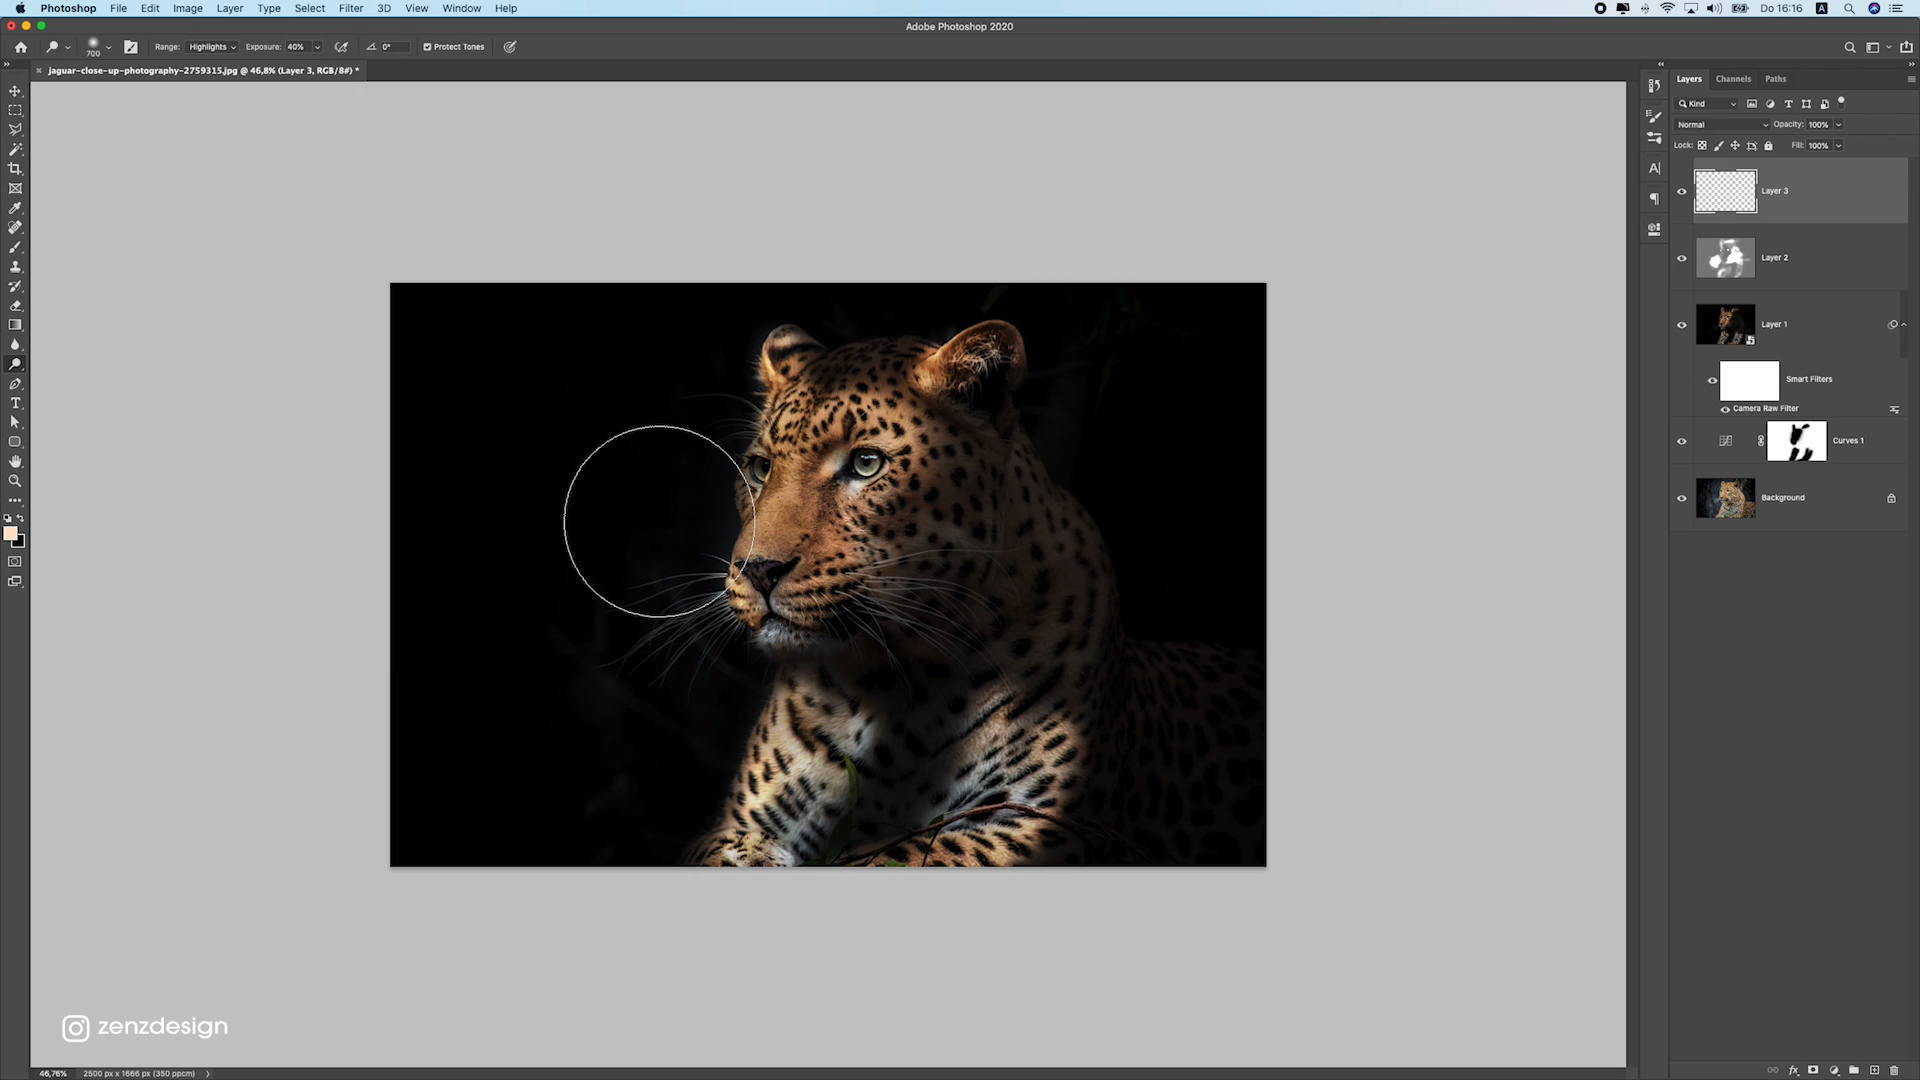 Photoshop File Edit Image Layer Type Select Filter 3D View Window Help
Do 16:16 A
Adobe Photoshop 2020
700 Range: Highlights Exposure: 40% 0° Protect Tones
jaguar-close-up-photography-2759315.jpg @ 46,8% (Layer 3, RGB/8#) *
Layers Channels Paths
Kind
Normal Opacity: 100%
Lock: Fill: 100%
Layer 3
Layer 2
Layer 1
Smart Filters
Camera Raw Filter
Curves 1
Background
zenzdesign
46,76% 2500 px x 1666 px (350 ppcm)